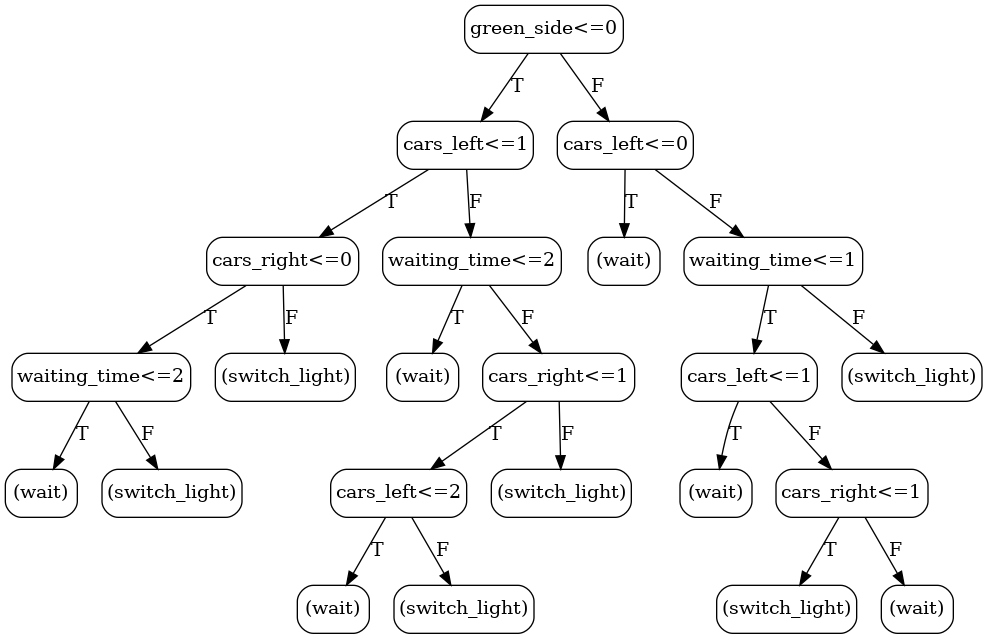 green_side<=0
T
F
cars_left<=1
cars_left<=0
T
F
T
F
cars_right<=0
waiting_time<=2
(wait)
waiting_time<=1
T
F
T
F
T
F
waiting_time<=2
(switch_light)
(wait)
cars_right<=1
cars_left<=1
(switch_light)
T
F
T
F
T
F
(wait)
(switch_light)
cars_left<=2
(switch_light)
(wait)
cars_right<=1
T
F
T
F
(wait)
(switch_light)
(switch_light)
(wait)